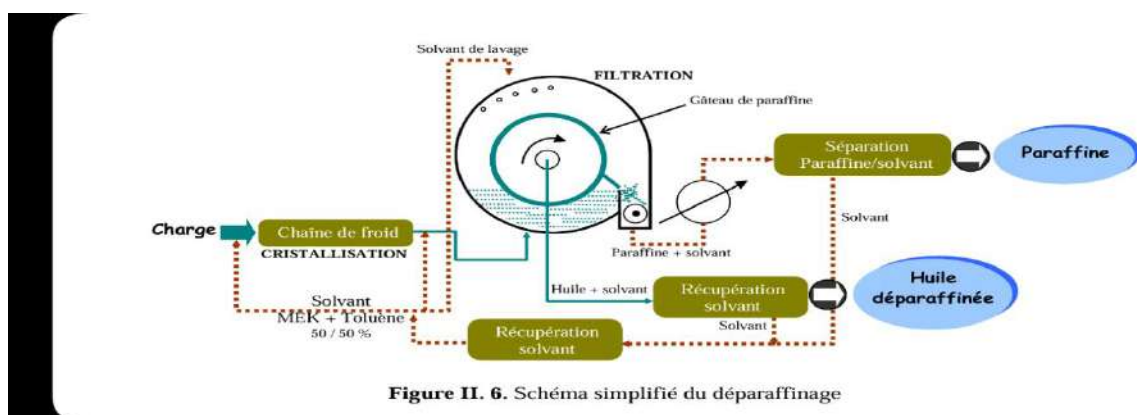 Solvant de lavage
FILTRATION
Gâteau de paraffine
Séparation
Paraffine/solvant
Paraffine
Solvant
Charge
Chaîne de froid
CRISTALLISATION
Paraffine + solvant
Huile + solvant
Récupération
solvant
Huile
déparaffinée
Solvant
MEK + Toluène
50 / 50 %
Solvant
Récupération
solvant
Figure II. 6. Schéma simplifié du déparaffinage